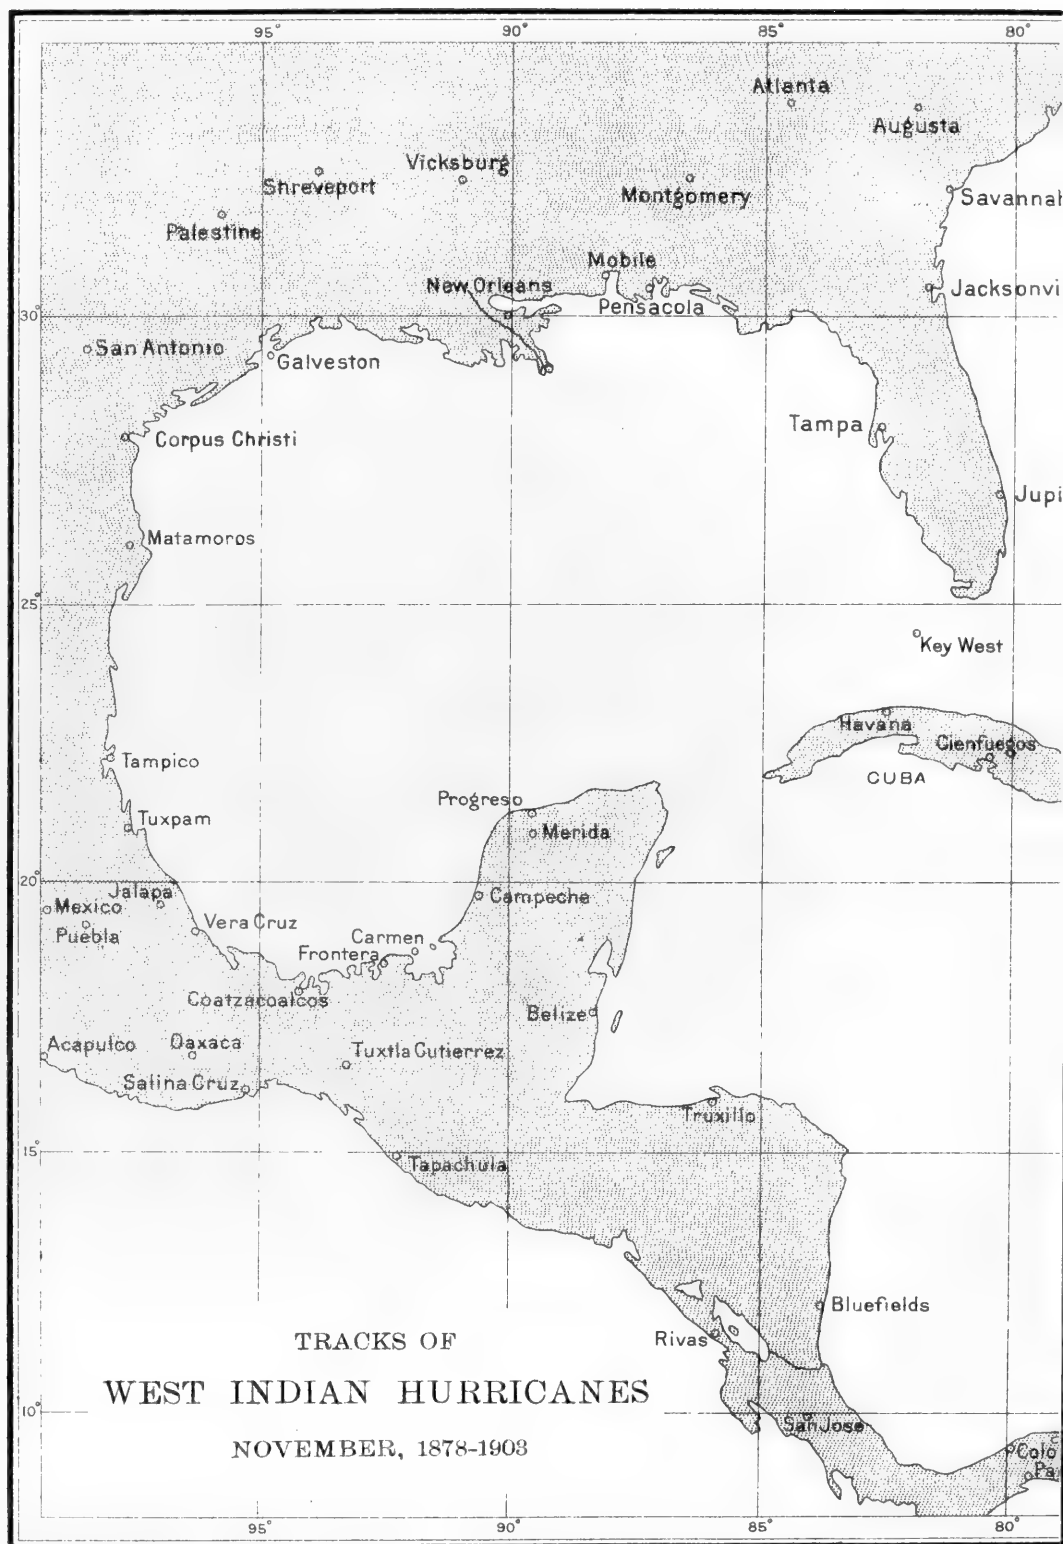 95° 90° 85° 80°
Atlanta
Augusta
Vicksburg
Shreveport
Montgomery
Savannah
Palestine
Mobile
New Orleans
Jacksonvi
Pensacola
30°
San Antonio
Galveston
Tampa
Corpus Christi
Jupi
Matamoros
25°
Key West
Havana
Cienfuegos
CUBA
Tampico
Progreso
Tuxpam
Merida
20°
Jalapa
Mexico
Campeche
Vera Cruz
Puebla
Carmen
Frontera
Coatzacoalcos
Belize
Acapulco
Oaxaca
Tuxtla Cutierrez
Salina Cruz
Truxillo
15°
Tapachula
Bluefields
Rivas
TRACKS OF
WEST INDIAN HURRICANES
10°
San Jose
NOVEMBER, 1878-1903
Colo
Pa
95° 90° 85° 80°